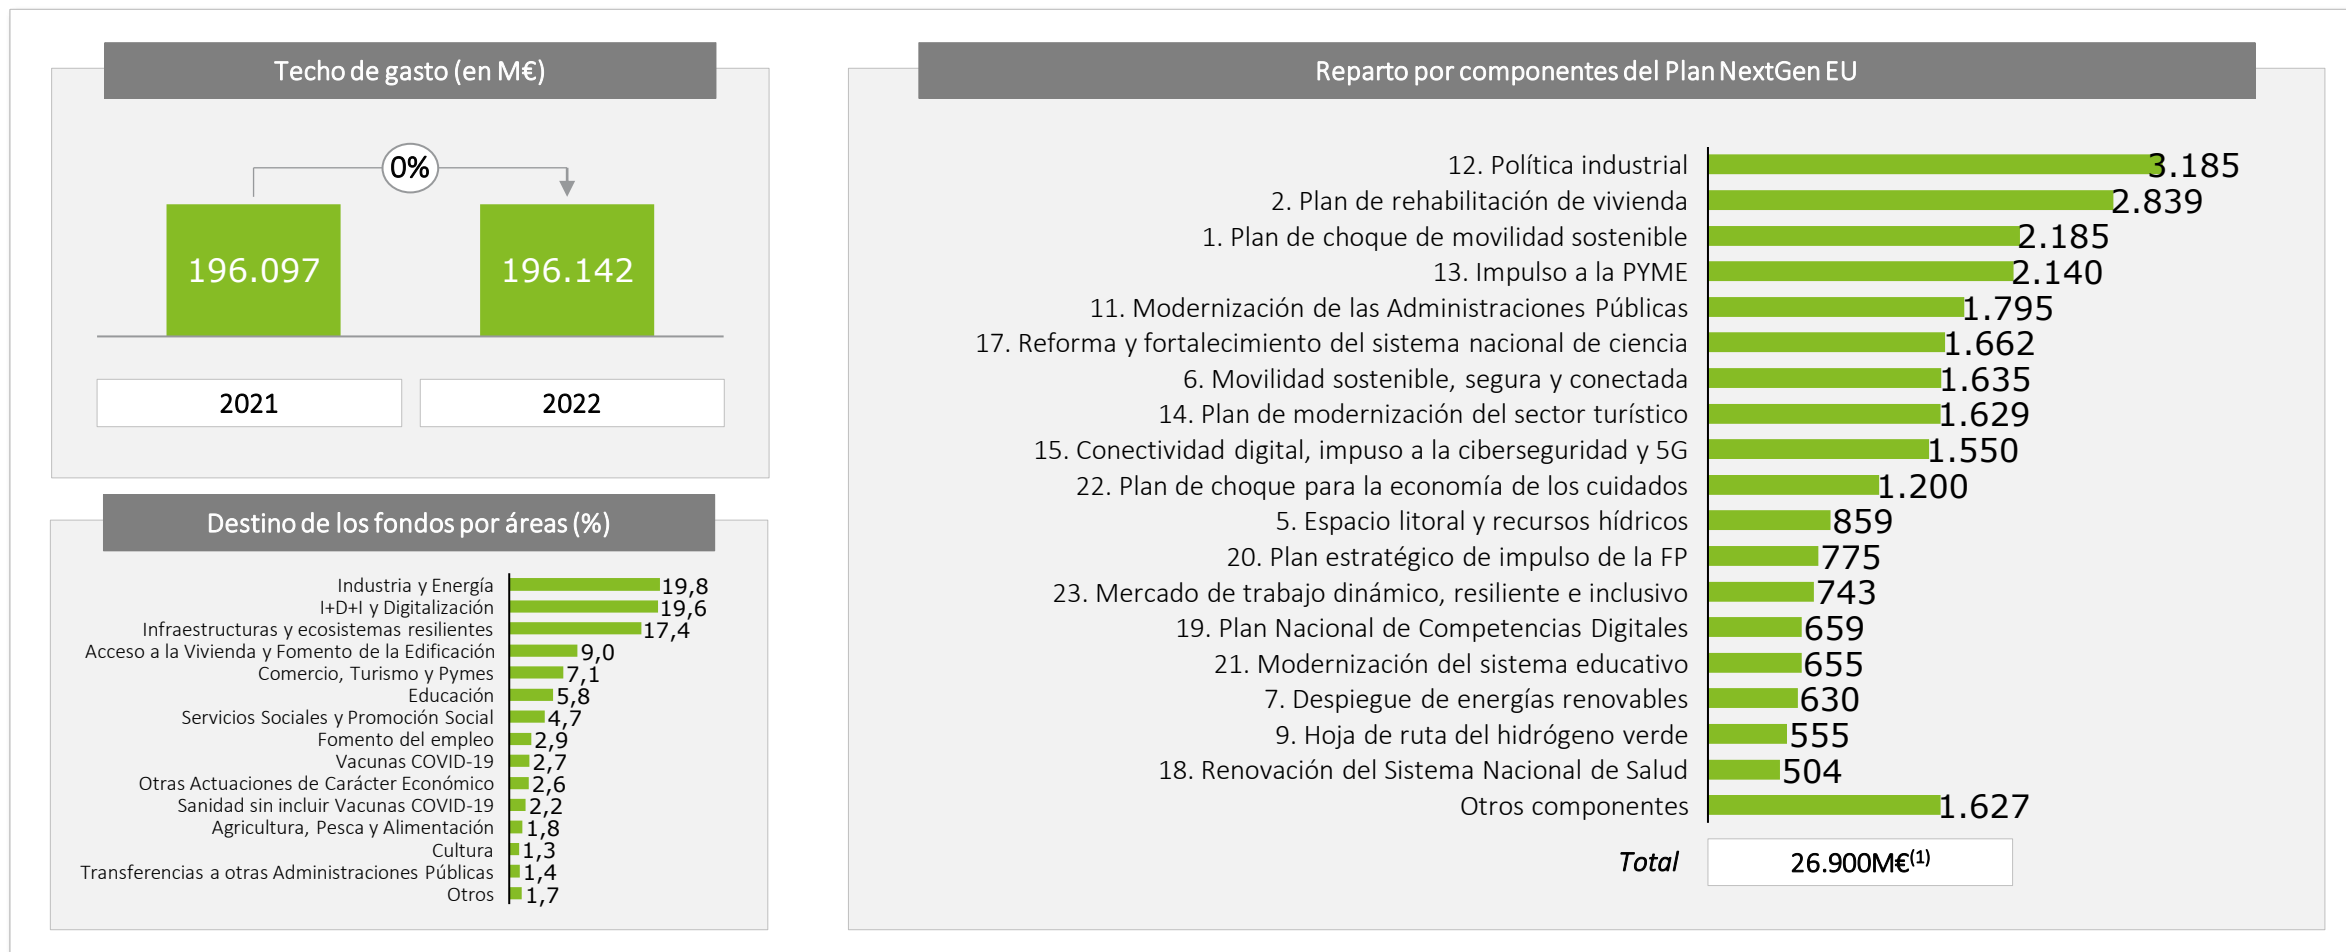 Techo de gasto (en M€)
0%
196.097
196.142
2021
2022
Destino de los fondos por áreas (%)
Industria y Energía 19,8
I+D+I y Digitalización 19,6
Infraestructuras y ecosistemas resilientes 17,4
Acceso a la Vivienda y Fomento de la Edificación 9,0
Comercio, Turismo y Pymes 7,1
Educación 5,8
Servicios Sociales y Promoción Social 4,7
Fomento del empleo 2,9
Vacunas COVID-19 2,7
Otras Actuaciones de Carácter Económico 2,6
Sanidad sin incluir Vacunas COVID-19 2,2
Agricultura, Pesca y Alimentación 1,8
Cultura 1,3
Transferencias a otras Administraciones Públicas 1,4
Otros 1,7
Reparto por componentes del Plan NextGen EU
12. Política industrial 3.185
2. Plan de rehabilitación de vivienda 2.839
1. Plan de choque de movilidad sostenible 2.185
13. Impulso a la PYME 2.140
11. Modernización de las Administraciones Públicas 1.795
17. Reforma y fortalecimiento del sistema nacional de ciencia 1.662
6. Movilidad sostenible, segura y conectada 1.635
14. Plan de modernización del sector turístico 1.629
15. Conectividad digital, impuso a la ciberseguridad y 5G 1.550
22. Plan de choque para la economía de los cuidados 1.200
5. Espacio litoral y recursos hídricos 859
20. Plan estratégico de impulso de la FP 775
23. Mercado de trabajo dinámico, resiliente e inclusivo 743
19. Plan Nacional de Competencias Digitales 659
21. Modernización del sistema educativo 655
7. Despiegue de energías renovables 630
9. Hoja de ruta del hidrógeno verde 555
18. Renovación del Sistema Nacional de Salud 504
Otros componentes 1.627
Total 26.900M€(1)